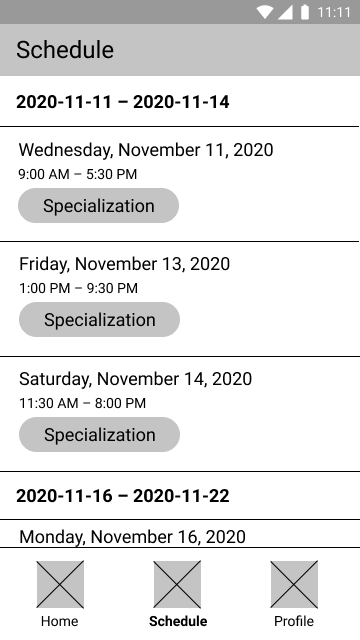 11:11
Schedule
2020-11-11 – 2020-11-14
Wednesday, November 11, 2020
9:00 AM – 5:30 PM
Specialization
Friday, November 13, 2020
1:00 PM – 9:30 PM
Specialization
Saturday, November 14, 2020
11:30 AM – 8:00 PM
Specialization
2020-11-16 – 2020-11-22
Monday, November 16, 2020
Home Schedule Profile